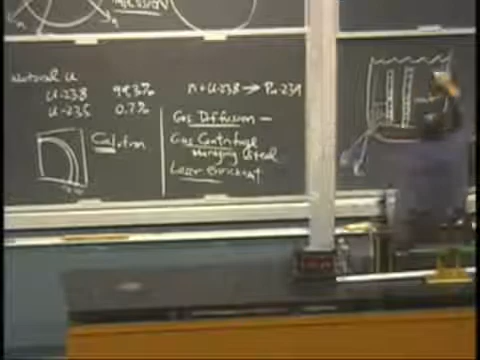 Natural U
U-238 99.3%
U-235 0.7%
Calutron
n + U-238 → Pu-239
Gas Diffusion –
Gas Centrifuge
Maraging Steel
Laser Enrichment